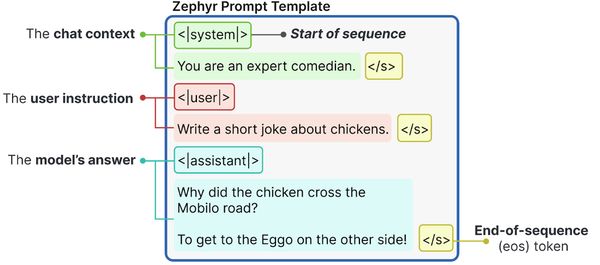 Zephyr Prompt Template
The chat context
<|system|>
Start of sequence
You are an expert comedian.
</s>
The user instruction
<|user|>
Write a short joke about chickens.
</s>
The model's answer
<|assistant|>
Why did the chicken cross the
Mobilo road?
To get to the Eggo on the other side!
</s>
End-of-sequence
(eos) token